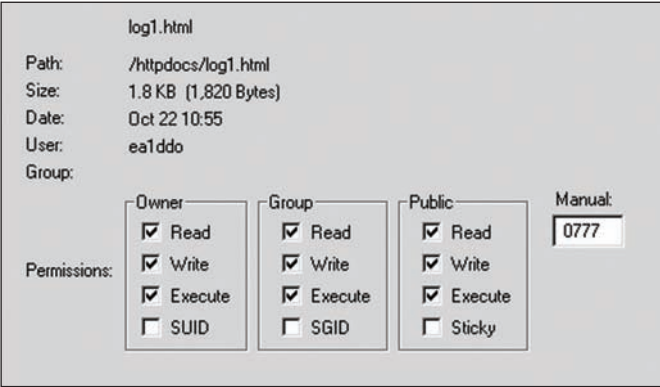 log1.html
Path: /httpdocs/log1.html
Size: 1.8 KB (1,820 Bytes)
Date: Oct 22 10:55
User: ea1ddo
Group:
Permissions:
Owner
Read
Write
Execute
SUID
Group
Read
Write
Execute
SGID
Public
Read
Write
Execute
Sticky
Manual:
0777